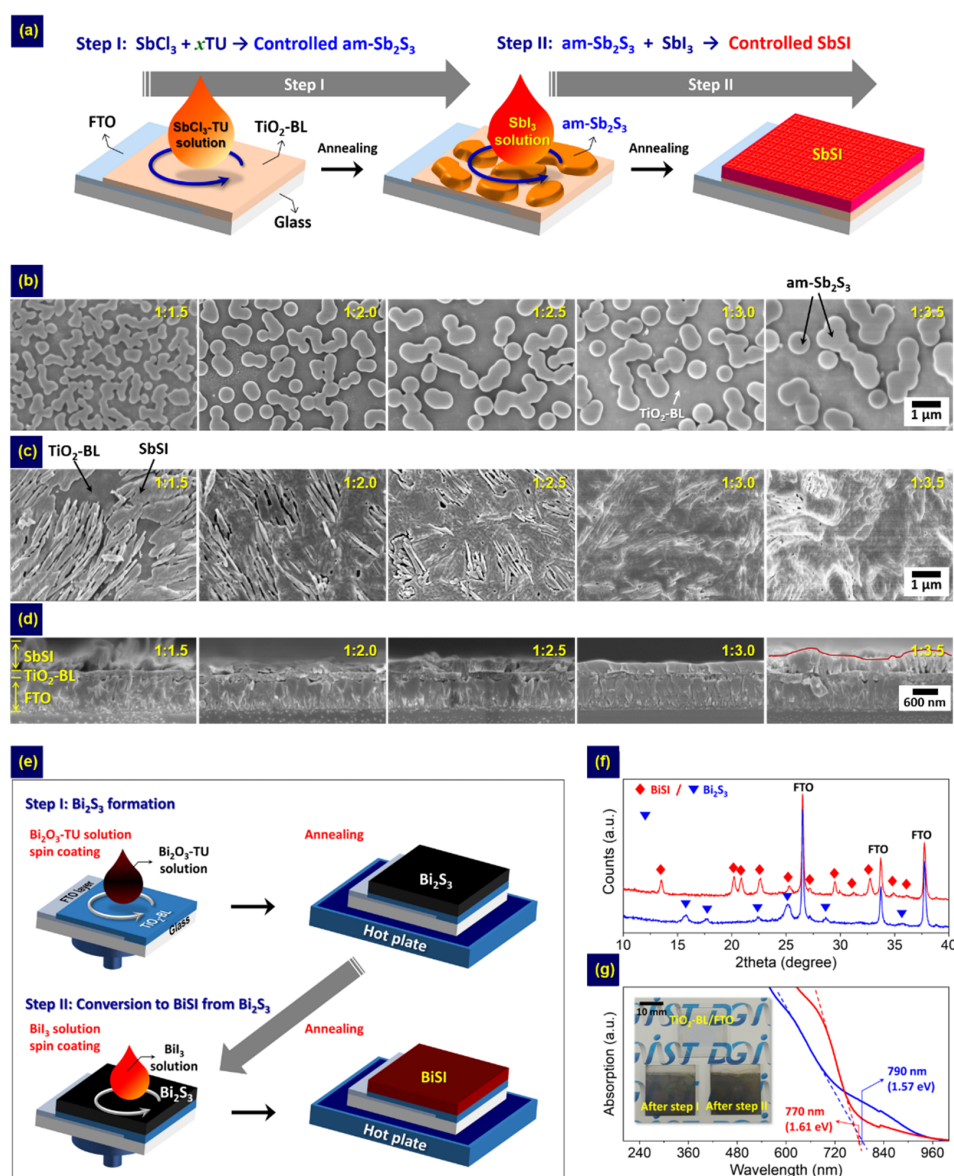 (a)
Step I: SbCl₃ + xTU → Controlled am-Sb₂S₃
Step II: am-Sb₂S₃ + SbI₃ → Controlled SbSI
Step I
Step II
FTO
SbCl₃-TU
solution
TiO₂-BL
Annealing
SbI₃
solution
am-Sb₂S₃
Annealing
SbSI
Glass
(b)
am-Sb₂S₃
1:1.5
1:2.0
1:2.5
1:3.0
1:3.5
TiO₂-BL
1 μm
(c)
TiO₂-BL
SbSI
1:1.5
1:2.0
1:2.5
1:3.0
1:3.5
1 μm
(d)
SbSI
TiO₂-BL
FTO
1:1.5
1:2.0
1:2.5
1:3.0
1:3.5
600 nm
(e)
Step I: Bi₂S₃ formation
Bi₂O₃-TU solution
spin coating
Bi₂O₃-TU
solution
FTO layer
TiO₂-BL
Glass
Annealing
Bi₂S₃
Hot plate
Step II: Conversion to BiSI from Bi₂S₃
BiI₃ solution
spin coating
BiI₃
solution
Bi₂S₃
Annealing
BiSI
Hot plate
(f)
BiSI / Bi₂S₃
FTO
FTO
FTO
Counts (a.u.)
10 15 20 25 30 35 40
2theta (degree)
(g)
10 mm
TiO₂-BL/FTO
GiST DGi
GiST DGi
After step I
After step II
790 nm
(1.57 eV)
770 nm
(1.61 eV)
Absorption (a.u.)
240 360 480 600 720 840 960
Wavelength (nm)